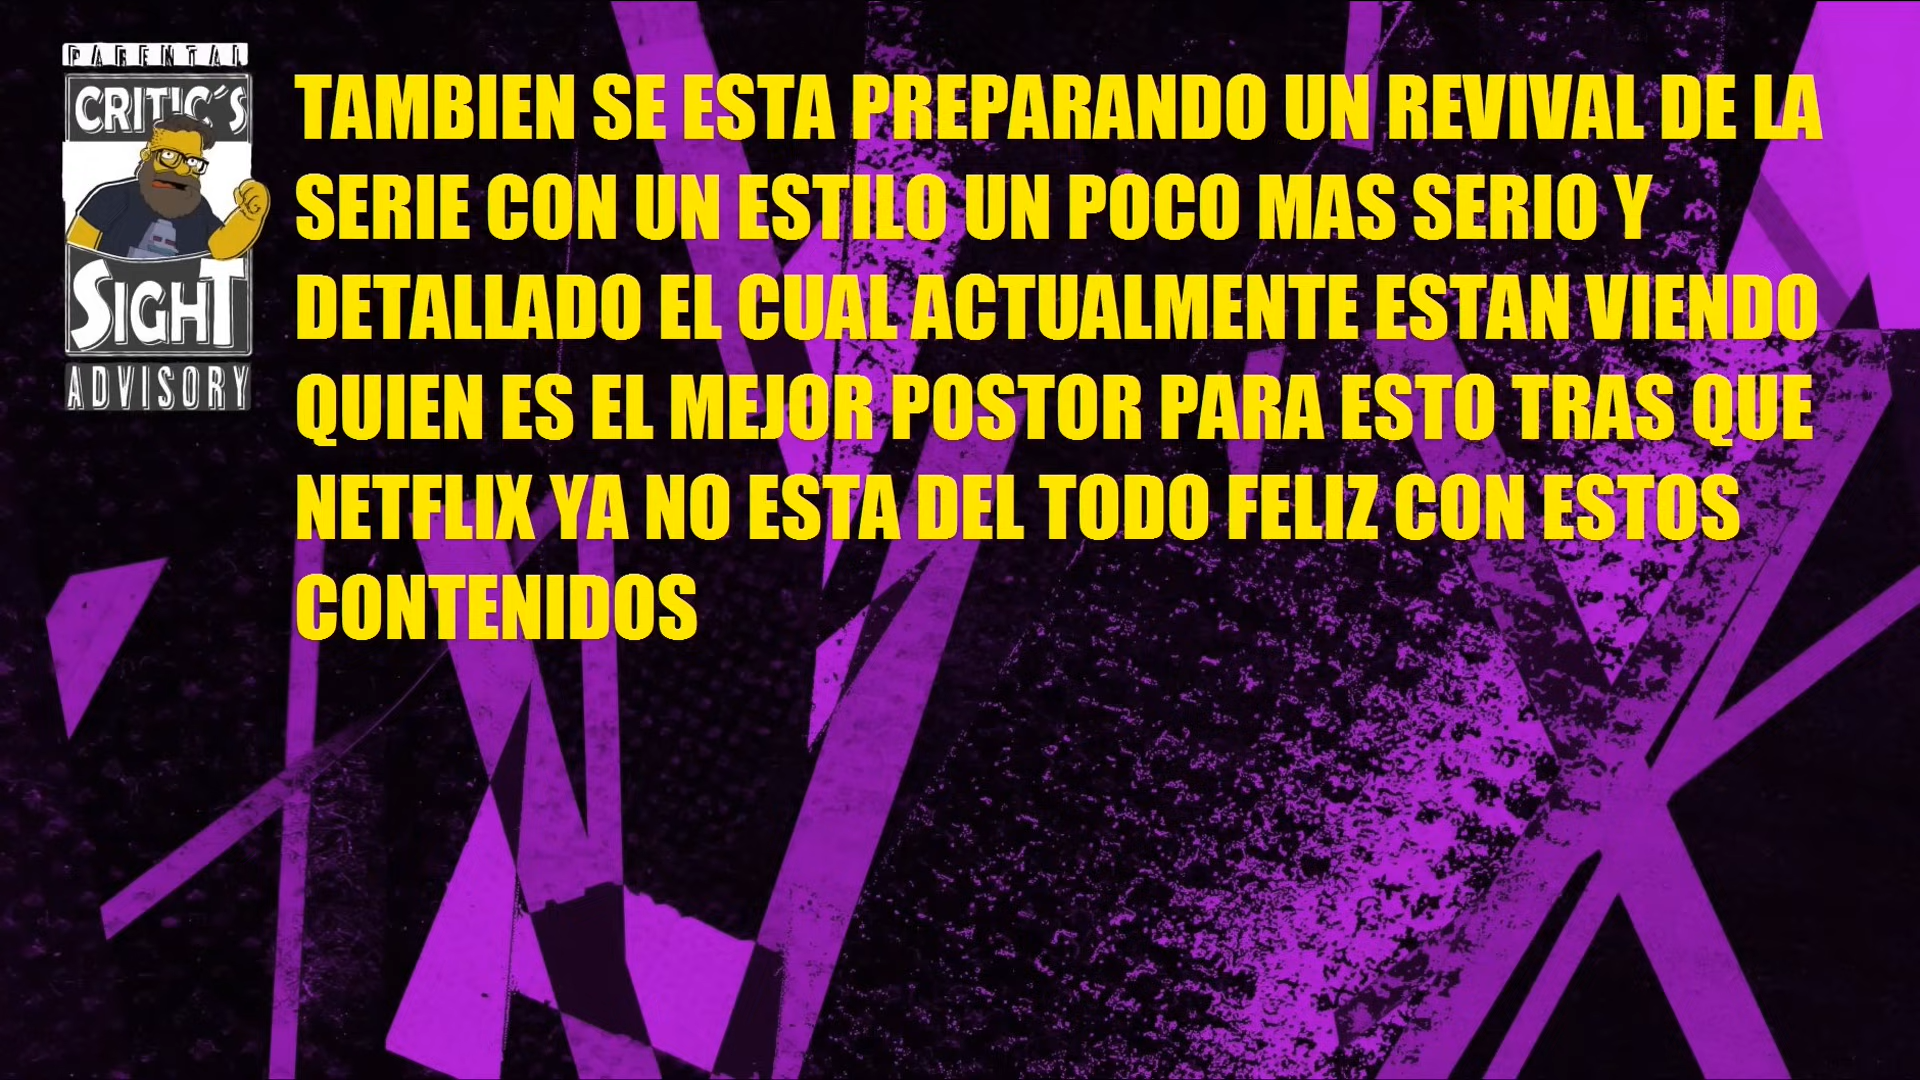 PARENTAL
CRITIC'S
SIGHT
ADVISORY
TAMBIEN SE ESTA PREPARANDO UN REVIVAL DE LA
SERIE CON UN ESTILO UN POCO MAS SERIO Y
DETALLADO EL CUAL ACTUALMENTE ESTAN VIENDO
QUIEN ES EL MEJOR POSTOR PARA ESTO TRAS QUE
NETFLIX YA NO ESTA DEL TODO FELIZ CON ESTOS
CONTENIDOS